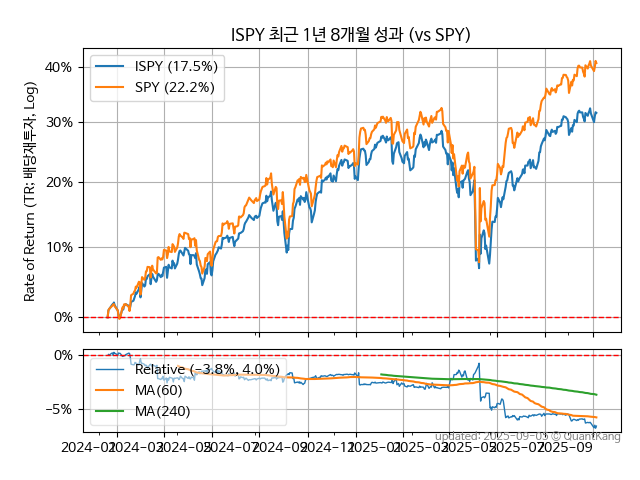 ISPY 최근 1년 8개월 성과 (vs SPY)
Rate of Return (TR: 배당재투자, Log)
40%
30%
20%
10%
0%
ISPY (17.5%)
SPY (22.2%)
0%
−5%
Relative (−3.8%, 4.0%)
MA(60)
MA(240)
2024-01 2024-03 2024-05 2024-07 2024-09 2024-11 2025-01 2025-03 2025-05 2025-07 2025-09
updated: 2025-09-05 © QuantKang